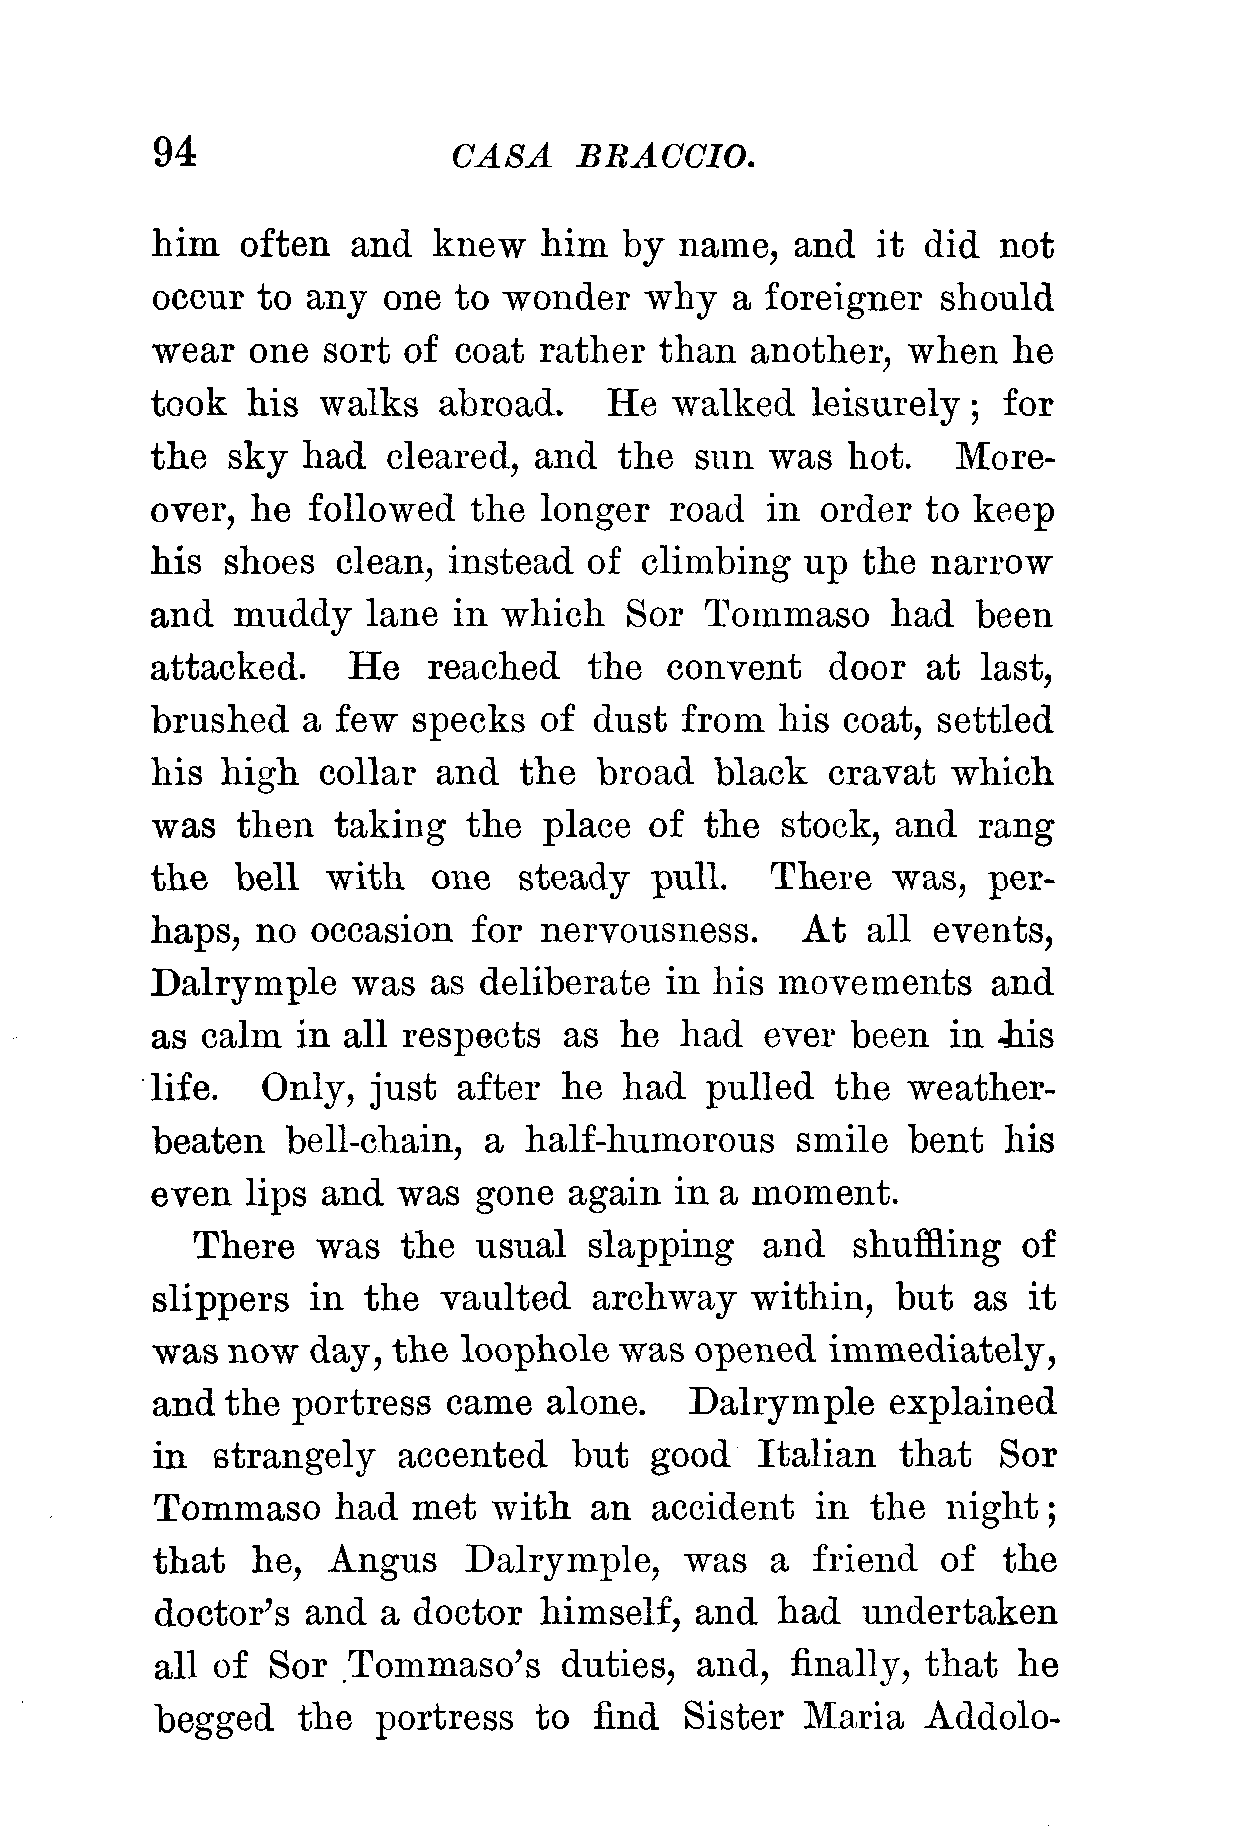 94 CASA BRACCIO.
him often and knew him by name, and it did not
occur to any one to wonder why a foreigner should
wear one sort of coat rather than another, when he
took his walks abroad. He walked leisurely; for
the sky had cleared, and the sun was hot. More-
over, he followed the longer road in order to keep
his shoes clean, instead of climbing up the narrow
and muddy lane in which Sor Tommaso had been
attacked. He reached the convent door at last,
brushed a few specks of dust from his coat, settled
his high collar and the broad black cravat which
was then taking the place of the stock, and rang
the bell with one steady pull. There was, per-
haps, no occasion for nervousness. At all events,
Dalrymple was as deliberate in his movements and
as calm in all respects as he had ever been in his
life. Only, just after he had pulled the weather-
beaten bell-chain, a half-humorous smile bent his
even lips and was gone again in a moment.
There was the usual slapping and shuffling of
slippers in the vaulted archway within, but as it
was now day, the loophole was opened immediately,
and the portress came alone. Dalrymple explained
in strangely accented but good Italian that Sor
Tommaso had met with an accident in the night;
that he, Angus Dalrymple, was a friend of the
doctor's and a doctor himself, and had undertaken
all of Sor Tommaso's duties, and, finally, that he
begged the portress to find Sister Maria Addolo-